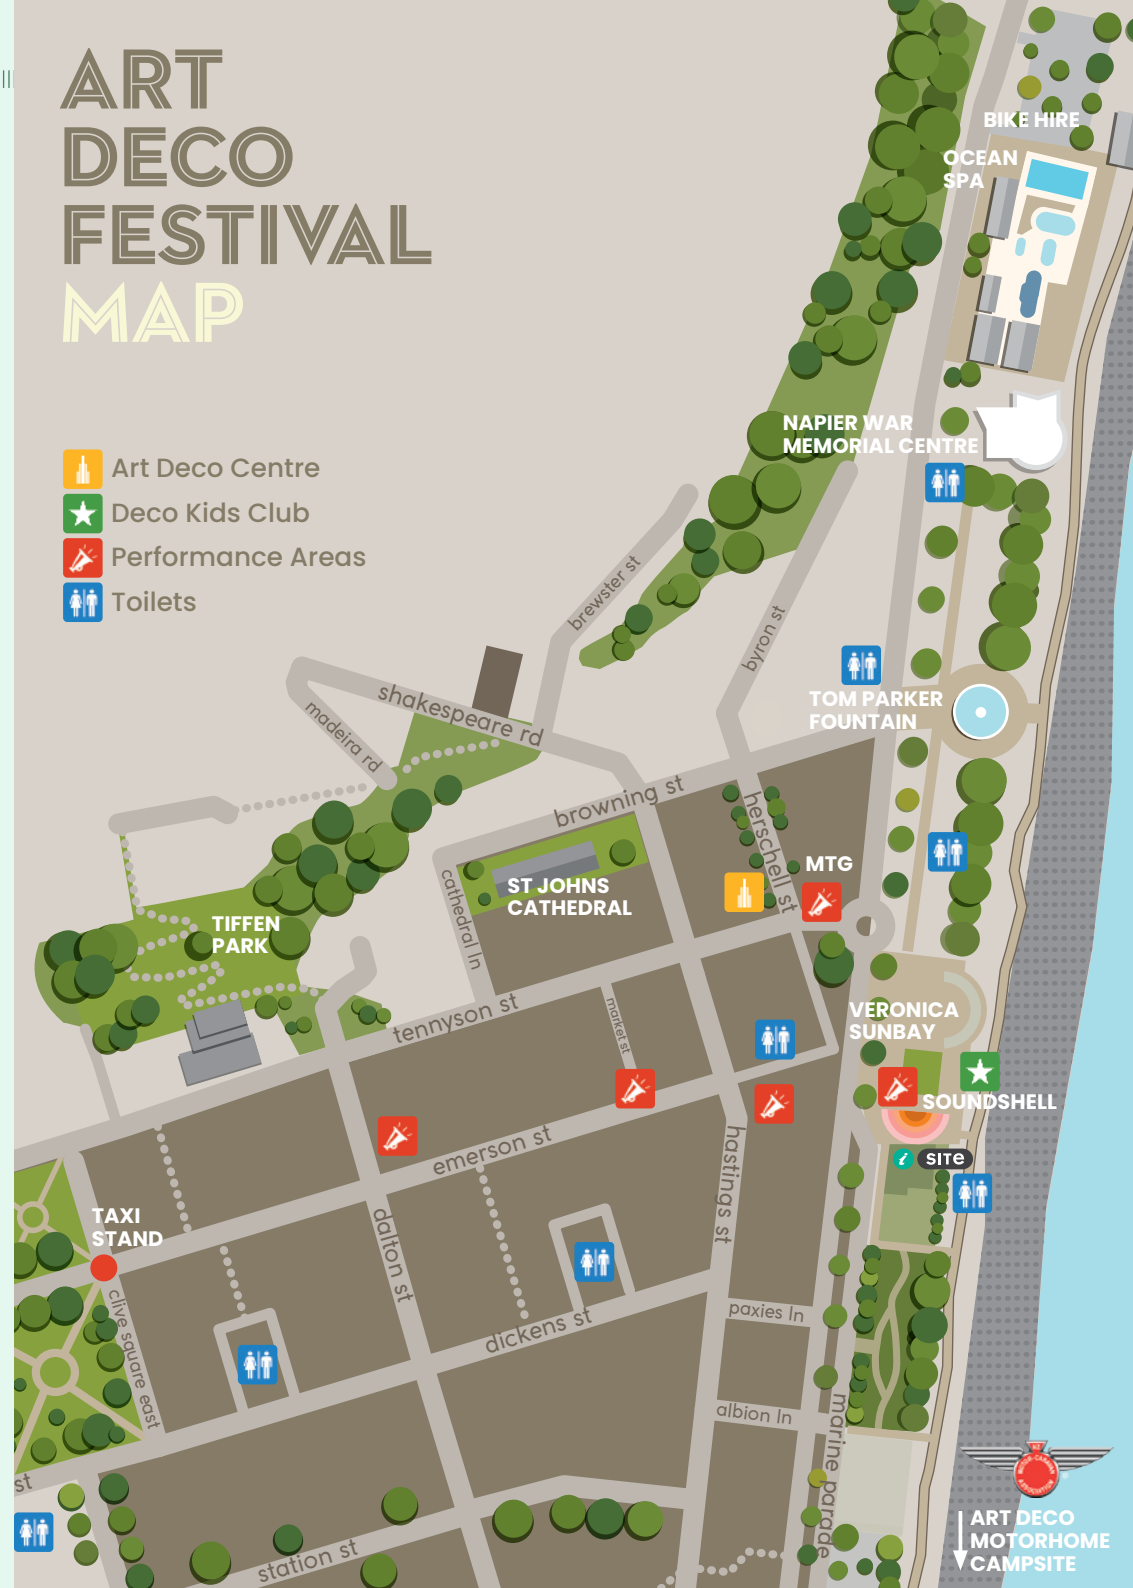 ART
DECO
FESTIVAL
MAP
Art Deco Centre
Deco Kids Club
Performance Areas
Toilets
BIKE HIRE
OCEAN
SPA
NAPIER WAR
MEMORIAL CENTRE
brewster st
byron st
TOM PARKER
FOUNTAIN
shakespeare rd
madeira rd
browning st
herschell st
MTG
cathedral ln
ST JOHNS
CATHEDRAL
TIFFEN
PARK
tennyson st
market st
VERONICA
SUNBAY
SOUNDSHELL
i SITE
emerson st
hastings st
TAXI
STAND
dalton st
clive square east
dickens st
paxies ln
albion ln
marine parade
st
station st
MOTOR-CARAVAN
ASSOCIATION
ART DECO
MOTORHOME
CAMPSITE